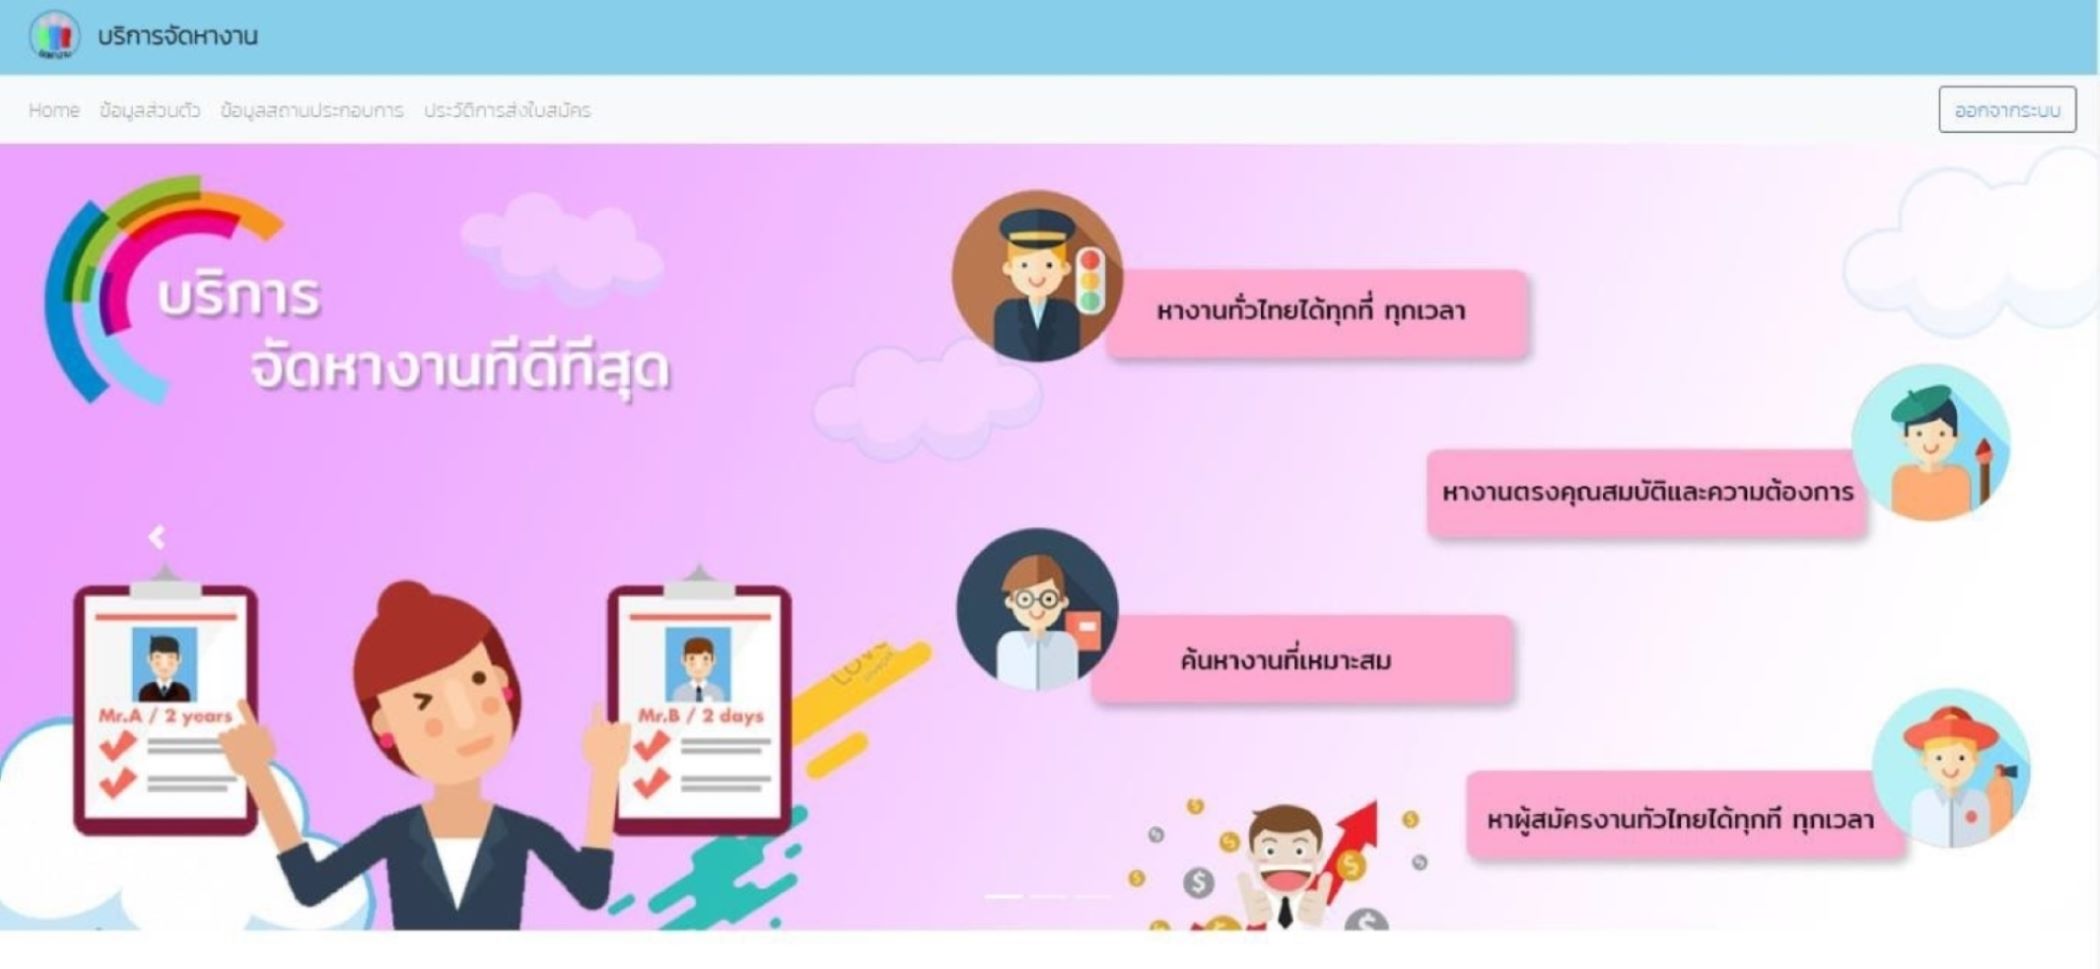 บริการจัดหางาน
Home ข้อมูลส่วนตัว ข้อมูลสถานประกอบการ ประวัติการส่งใบสมัคร
ออกจากระบบ
บริการ
จัดหางานทีดีทีสุด
หางานทั่วไทยได้ทุกที่ ทุกเวลา
หางานตรงคุณสมบัติและความต้องการ
ค้นหางานที่เหมาะสม
หาผู้สมัครงานทัวไทยได้ทุกที ทุกเวลา
Mr.A / 2 years
Mr.B / 2 days
LOVE